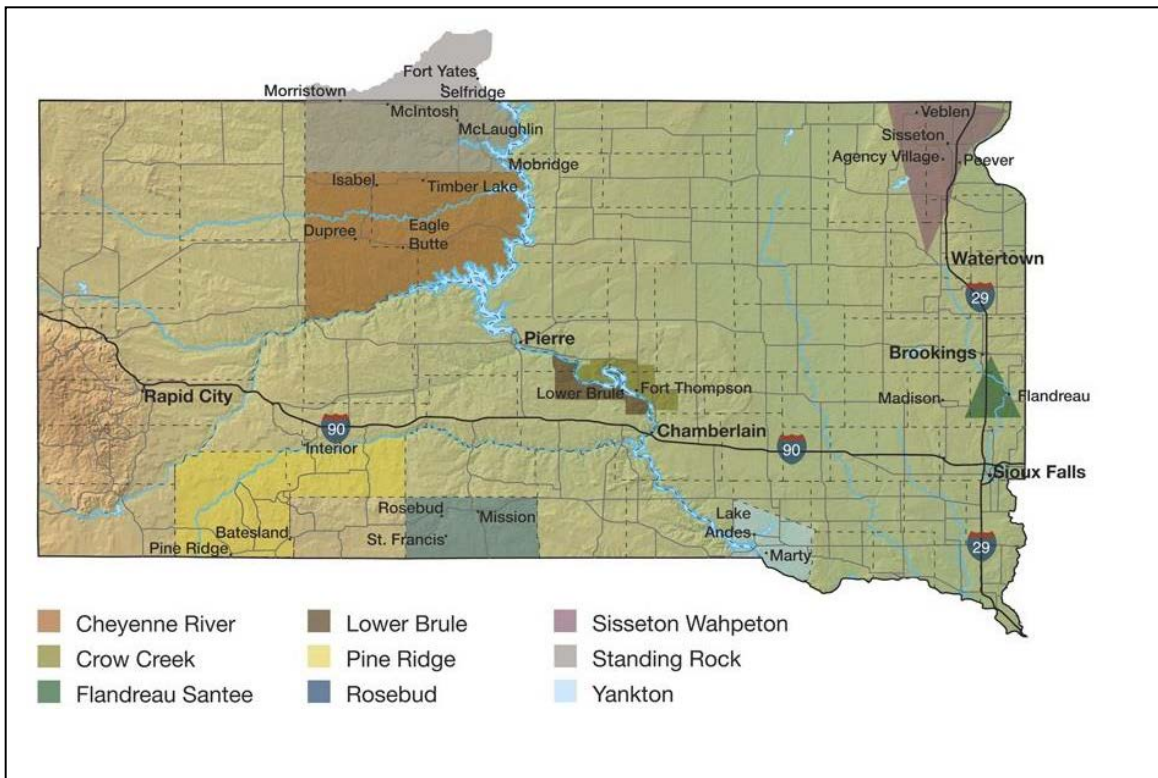 Fort Yates
Selfridge
Morristown
McIntosh
McLaughlin
Mobridge
Veblen
Sisseton
Agency Village
Peever
Isabel
Timber Lake
Dupree
Eagle
Butte
Watertown
29
Pierre
Brookings
Rapid City
Lower Brule
Fort Thompson
Madison
Flandreau
90
Interior
Chamberlain
90
Sioux Falls
Rosebud
Mission
Lake
Andes
Batesland
St. Francis
Pine Ridge
Marty
29
Cheyenne River
Crow Creek
Flandreau Santee
Lower Brule
Pine Ridge
Rosebud
Sisseton Wahpeton
Standing Rock
Yankton